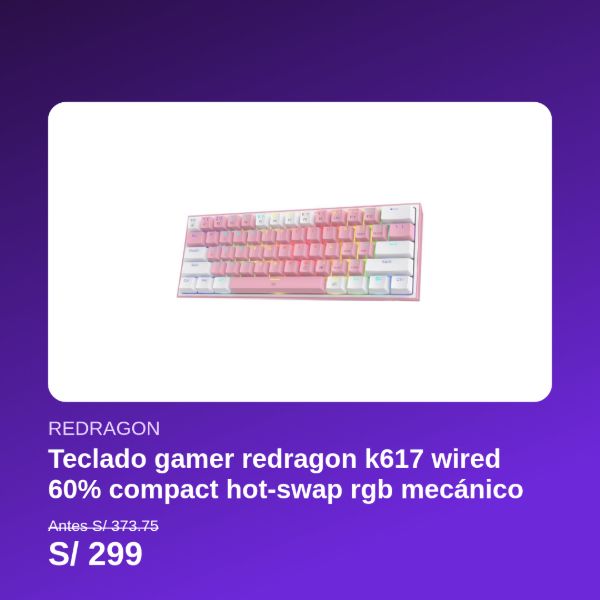 REDRAGON
Teclado gamer redragon k617 wired
60% compact hot-swap rgb mecánico
Antes S/ 373.75
S/ 299